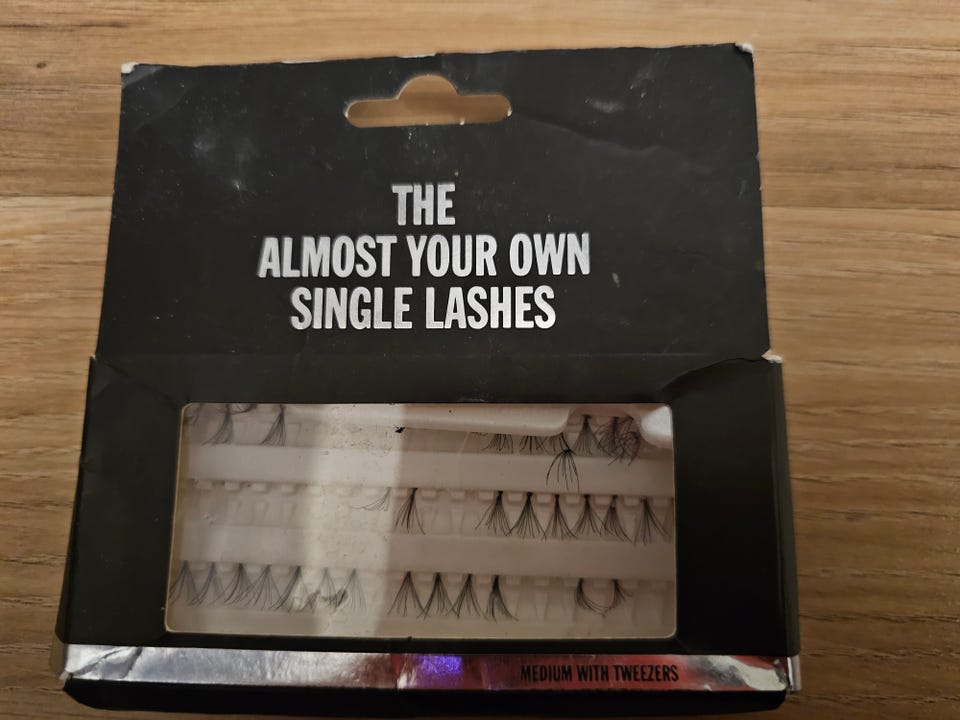 THE
ALMOST YOUR OWN
SINGLE LASHES
MEDIUM WITH TWEEZERS